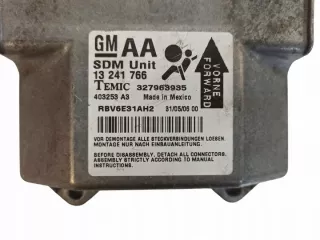 GM AA
SDM Unit
13 241 766
TEMIC 327963935
403253 A3 Made in Mexico
R8V6E31AH2 31/05/06 00
VORNE
FORWARD
VOR DEMONTAGE ALLE STECKVERBINDUNGEN LOESEN.
MONTAGE NUR NACH EINBAUANLEITUNG.
BEFORE DISASSEMBLY, DETACH ALL CONNECTORS.
ASSEMBLY STRICTLY ACCORDING TO MANUAL
INSTRUCTIONS.